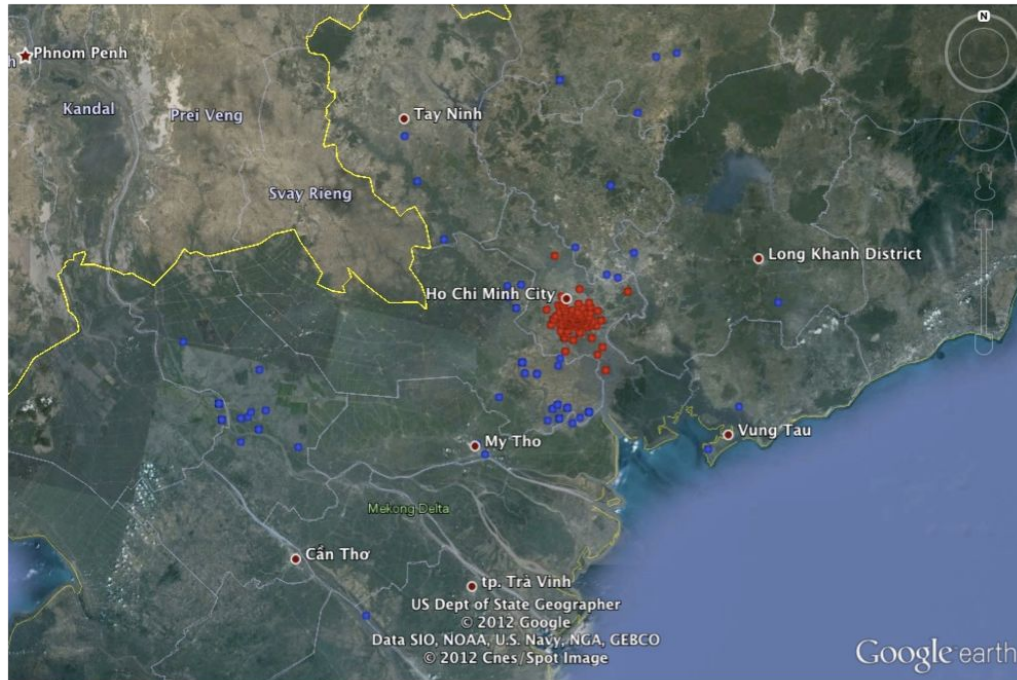 N
Phnom Penh
Kandal
Prei Veng
Tay Ninh
Svay Rieng
Long Khanh District
Ho Chi Minh City
Vung Tau
My Tho
Mekong Delta
Cần Thơ
tp. Trà Vinh
US Dept of State Geographer
© 2012 Google
Data SIO, NOAA, U.S. Navy, NGA, GEBCO
© 2012 Cnes/Spot Image
Google earth